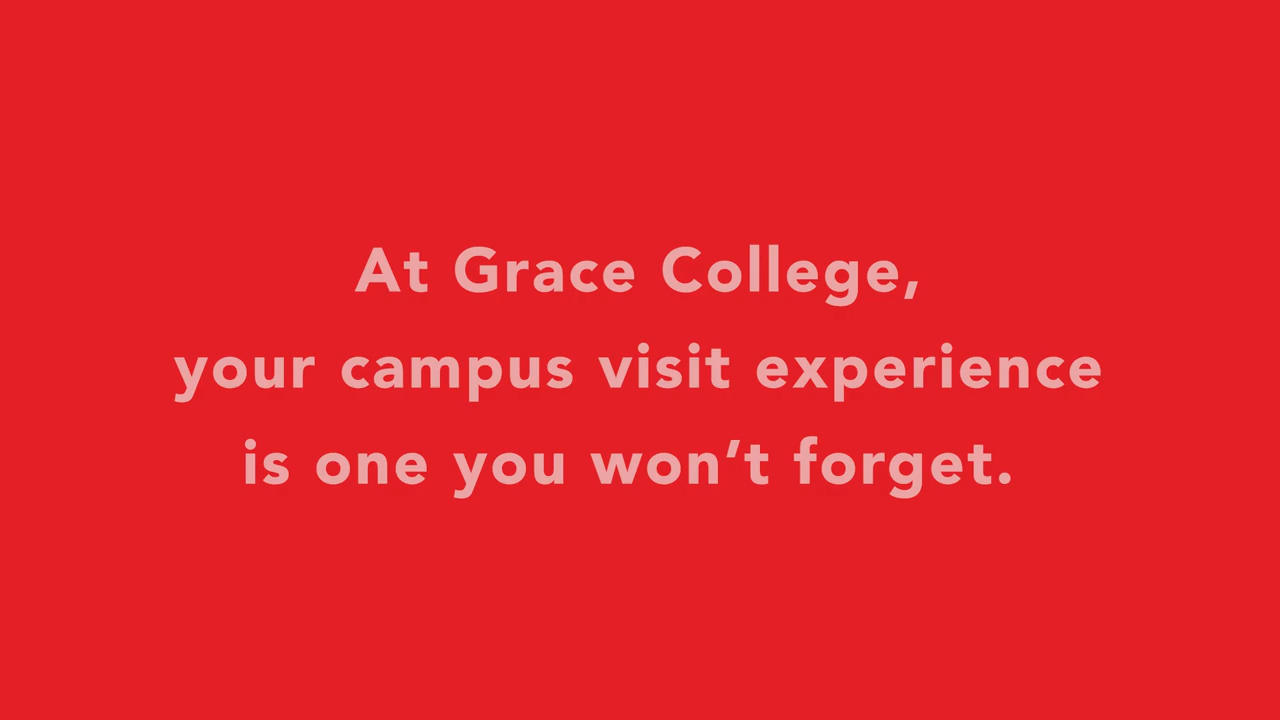 At Grace College,
your campus visit experience
is one you won’t forget.